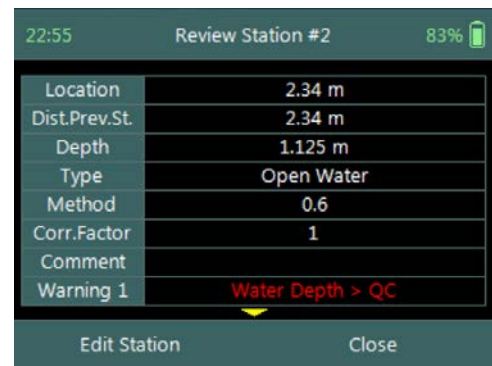 22:55 Review Station #2 83%
Location 2.34 m
Dist.Prev.St. 2.34 m
Depth 1.125 m
Type Open Water
Method 0.6
Corr.Factor 1
Comment
Warning 1 Water Depth > QC
Edit Station Close